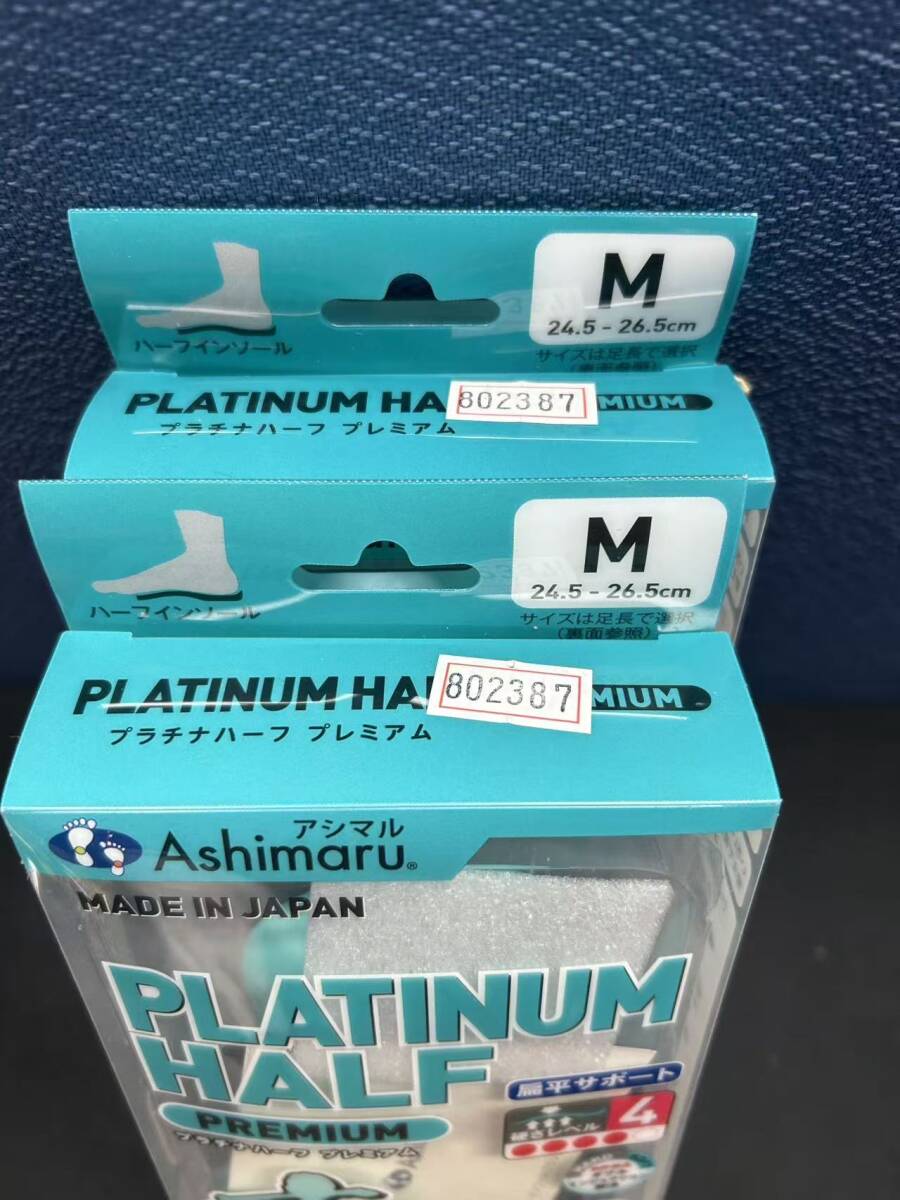 M
24.5 - 26.5cm
ハーフインソール
サイズは足長で選択
(裏面参照)
PLATINUM HA 802387 MIUM
プラチナハーフ プレミアム
M
24.5 - 26.5cm
ハーフインソール
サイズは足長で選択
(裏面参照)
PLATINUM HA 802387 MIUM
プラチナハーフ プレミアム
アシマル
Ashimaru®
MADE IN JAPAN
PLATINUM
HALF
扁平サポート
PREMIUM
硬さレベル 4
プラチナハーフ プレミアム